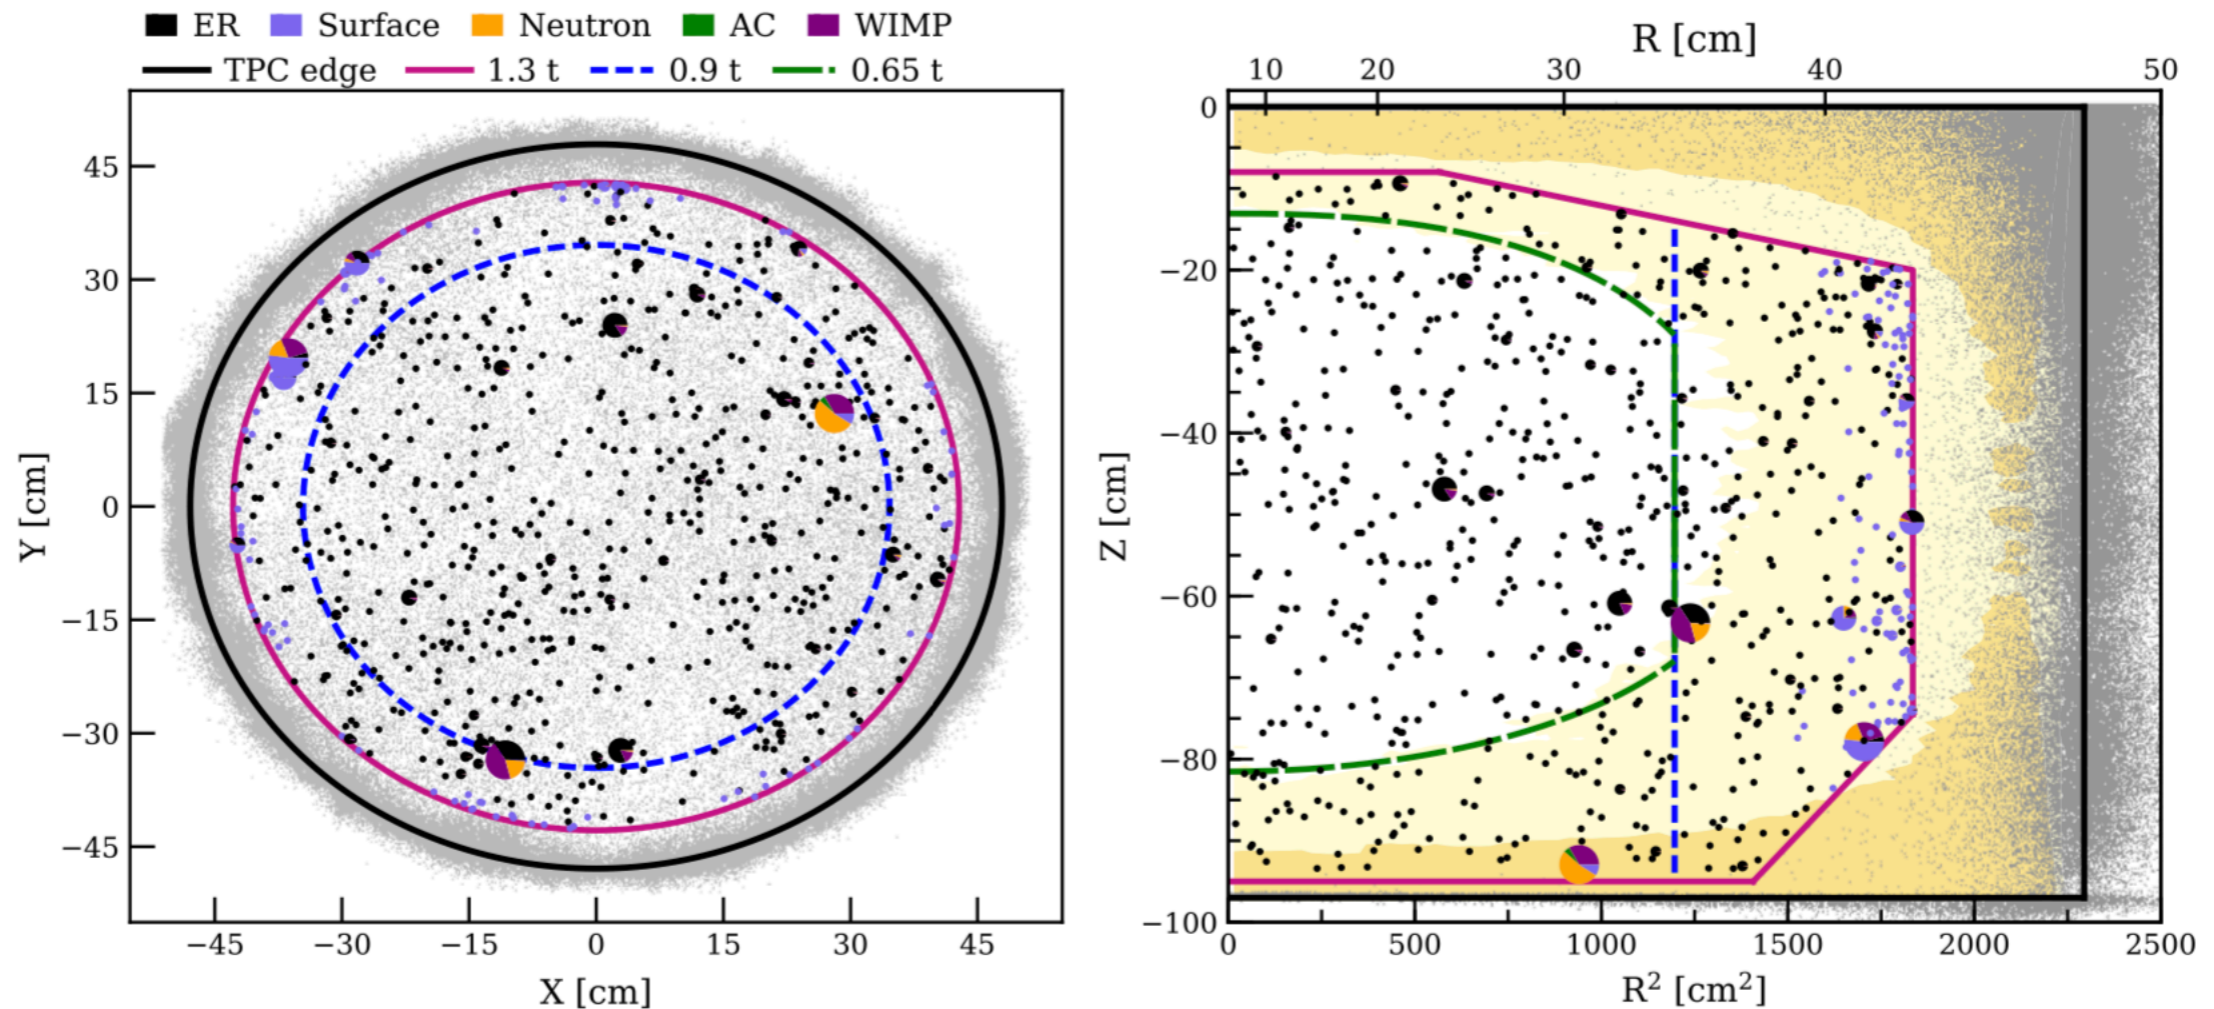 ER Surface Neutron AC WIMP
TPC edge 1.3 t 0.9 t 0.65 t
45
30
15
0
−15
−30
−45
Y [cm]
−45 −30 −15 0 15 30 45
X [cm]
R [cm]
10 20 30 40 50
0
−20
−40
−60
−80
−100
Z [cm]
0 500 1000 1500 2000 2500
R² [cm²]